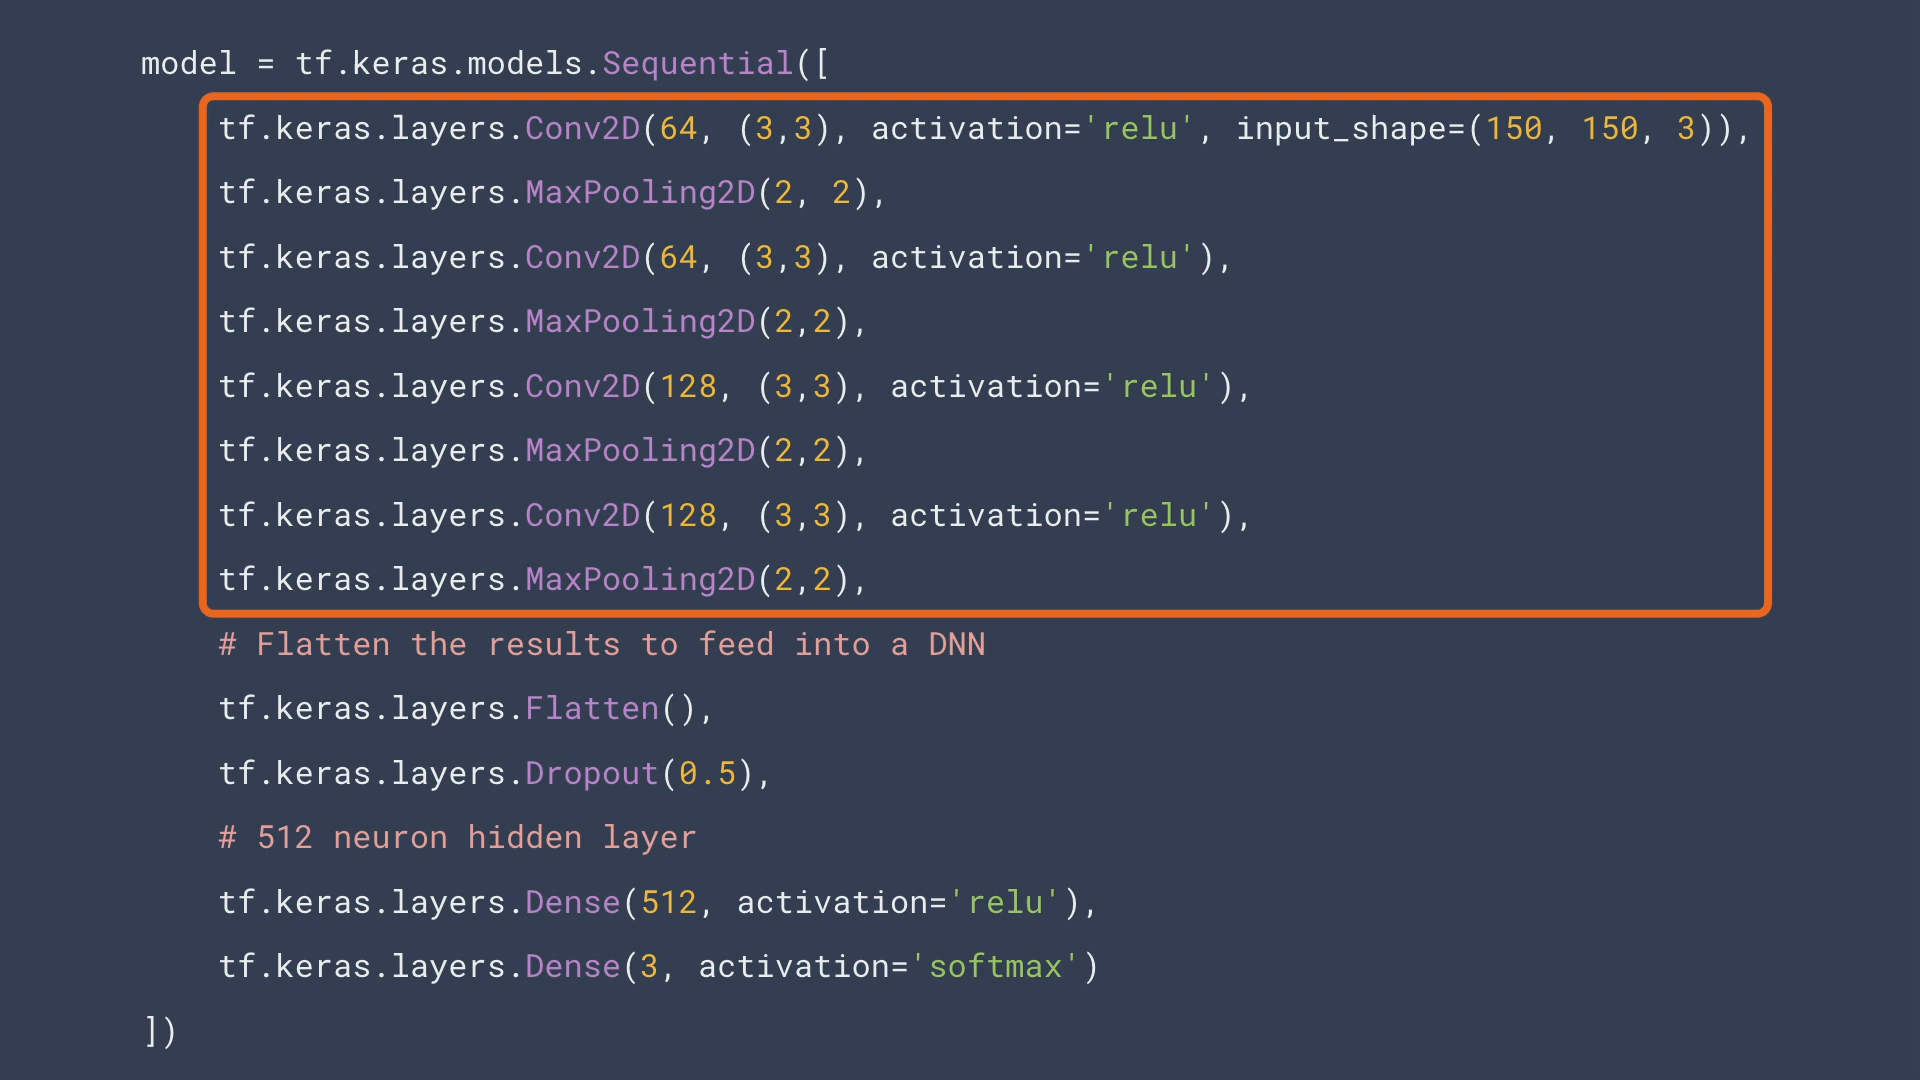 model = tf.keras.models.Sequential([
tf.keras.layers.Conv2D(64, (3,3), activation='relu', input_shape=(150, 150, 3)),
tf.keras.layers.MaxPooling2D(2, 2),
tf.keras.layers.Conv2D(64, (3,3), activation='relu'),
tf.keras.layers.MaxPooling2D(2,2),
tf.keras.layers.Conv2D(128, (3,3), activation='relu'),
tf.keras.layers.MaxPooling2D(2,2),
tf.keras.layers.Conv2D(128, (3,3), activation='relu'),
tf.keras.layers.MaxPooling2D(2,2),
# Flatten the results to feed into a DNN
tf.keras.layers.Flatten(),
tf.keras.layers.Dropout(0.5),
# 512 neuron hidden layer
tf.keras.layers.Dense(512, activation='relu'),
tf.keras.layers.Dense(3, activation='softmax')
])